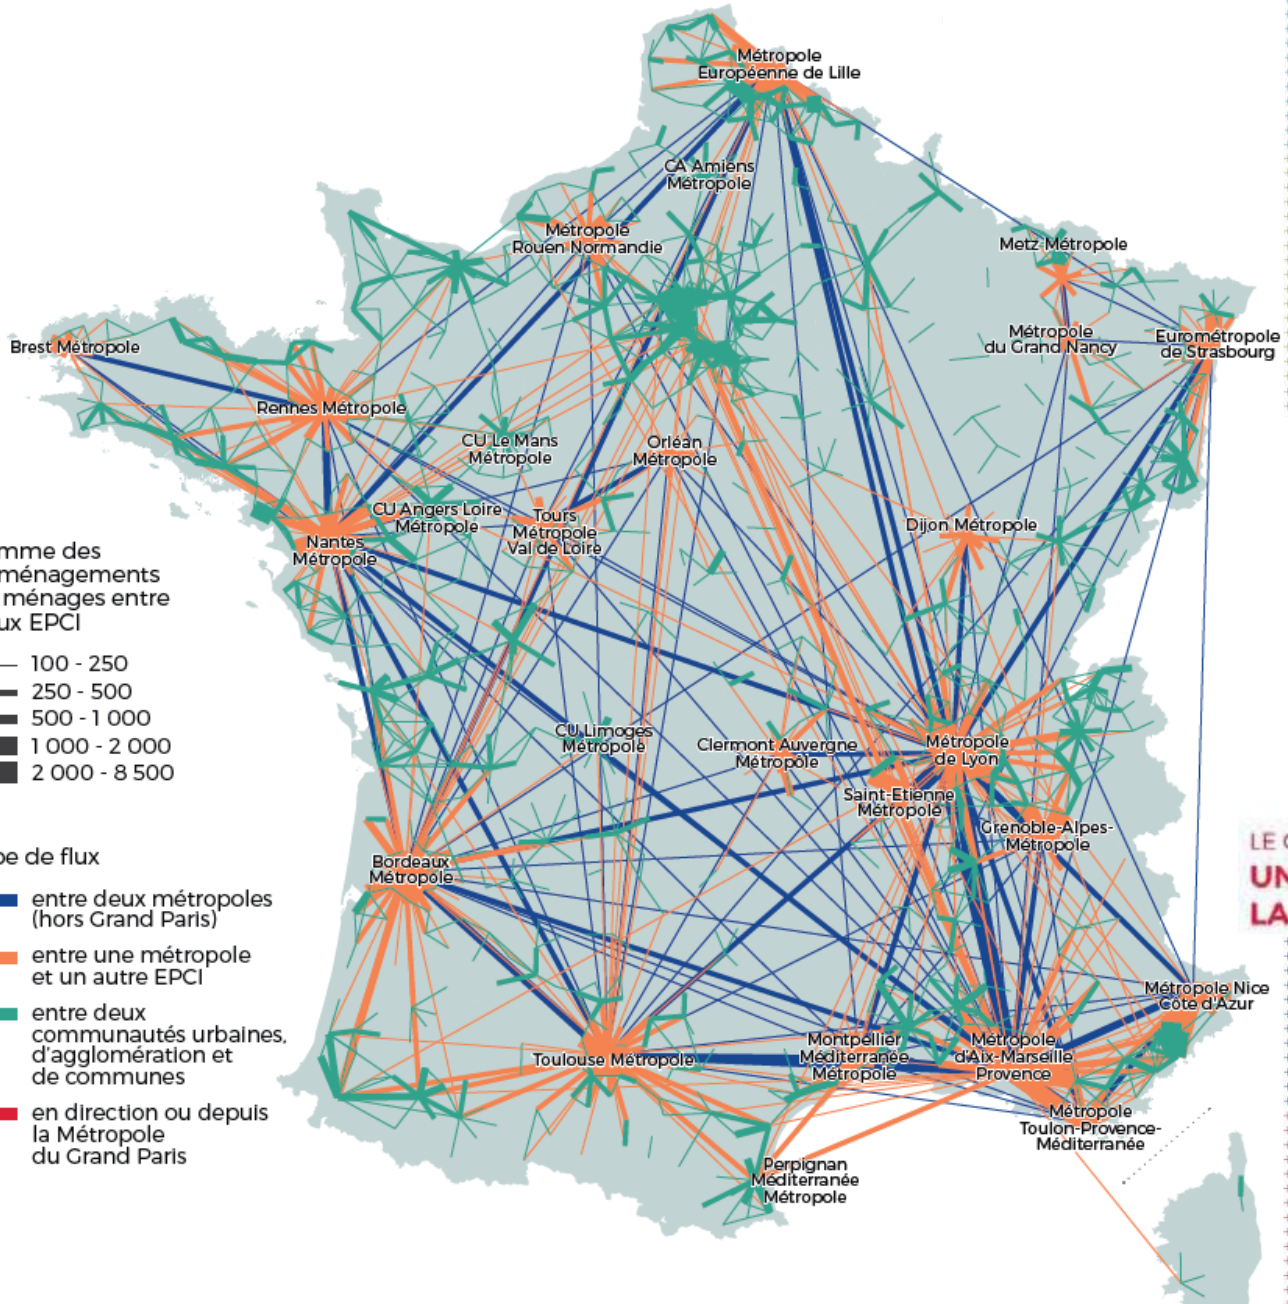 Métropole
Européenne de Lille
CA Amiens
Métropole
Métropole
Rouen Normandie
Metz Métropole
Métropole
du Grand Nancy
Eurométropole
de Strasbourg
Brest Métropole
Rennes Métropole
CU Le Mans
Métropole
Orléan
Métropole
CU Angers Loire
Métropole
Tours
Métropole
Val de Loire
Dijon Métropole
Nantes
Métropole
CU Limoges
Métropole
Clermont Auvergne
Métropôle
Métropole
de Lyon
Saint-Etienne
Métropole
Grenoble-Alpes-
Métropole
Bordeaux
Métropole
Métropole Nice
Côte d'Azur
Toulouse Métropole
Montpellier
Méditerranée
Métropole
Métropole
d'Aix-Marseille
Provence
Métropole
Toulon-Provence-
Méditerranée
Perpignan
Méditerranée
Métropole
mme des
ménagements
ménages entre
ux EPCI
100 - 250
250 - 500
500 - 1 000
1 000 - 2 000
2 000 - 8 500
pe de flux
entre deux métropoles
(hors Grand Paris)
entre une métropole
et un autre EPCI
entre deux
communautés urbaines,
d'agglomération et
de communes
en direction ou depuis
la Métropole
du Grand Paris
LE
UN
LA